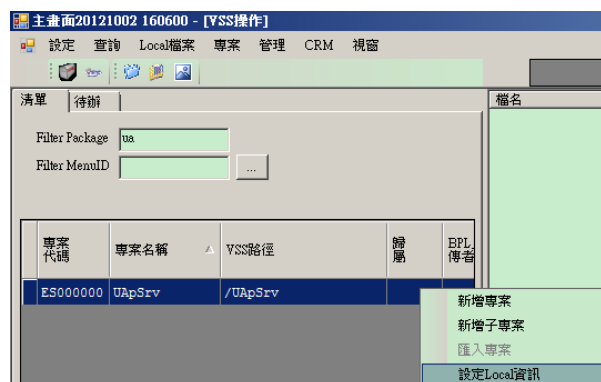 主畫面20121002 160600 - [VSS操作]
設定 查詢 Local檔案 專案 管理 CRM 視窗
清單 待辦 檔名
Filter Package ua
Filter MenuID ...
專案代碼 專案名稱 VSS路徑 歸屬 BPL 傳者
ES000000 UApSrv /UApSrv
新增專案
新增子專案
匯入專案
設定Local資訊